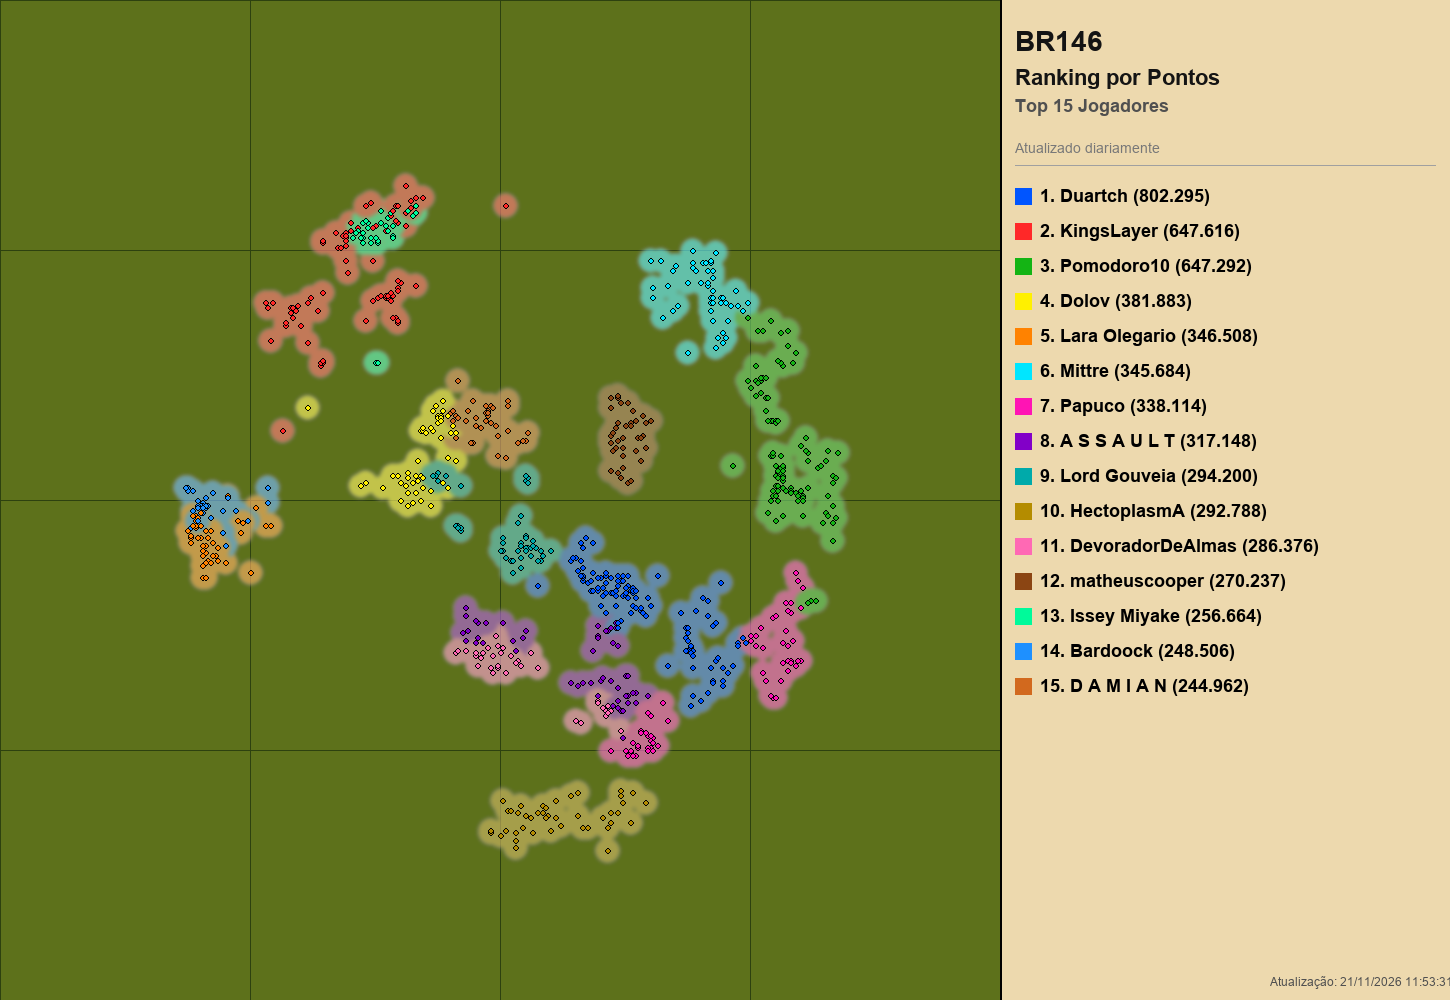 BR146
Ranking por Pontos
Top 15 Jogadores
Atualizado diariamente
1. Duartch (802.295)
2. KingsLayer (647.616)
3. Pomodoro10 (647.292)
4. Dolov (381.883)
5. Lara Olegario (346.508)
6. Mittre (345.684)
7. Papuco (338.114)
8. A S S A U L T (317.148)
9. Lord Gouveia (294.200)
10. HectoplasmA (292.788)
11. DevoradorDeAlmas (286.376)
12. matheuscooper (270.237)
13. Issey Miyake (256.664)
14. Bardoock (248.506)
15. D A M I A N (244.962)
Atualização: 21/11/2026 11:53:31